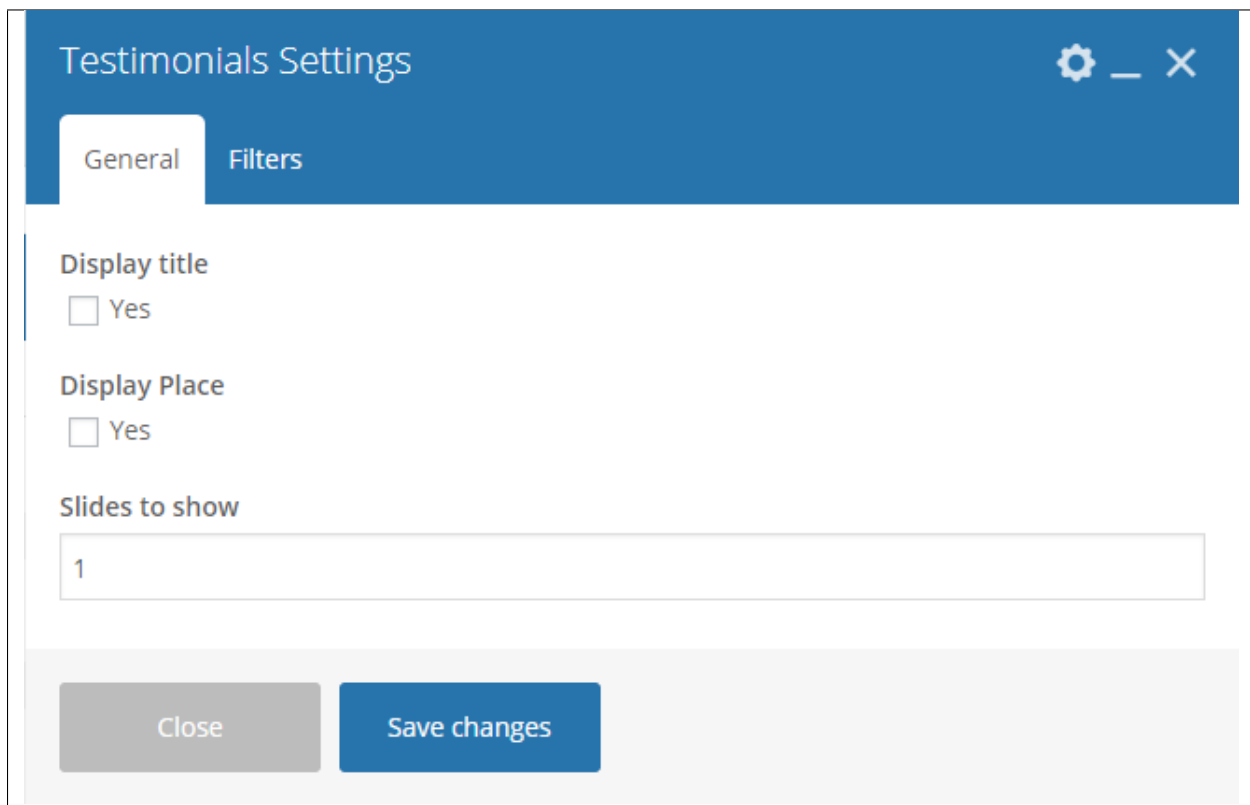 Testimonials Settings
General Filters
Display title
Yes
Display Place
Yes
Slides to show
1
Close Save changes